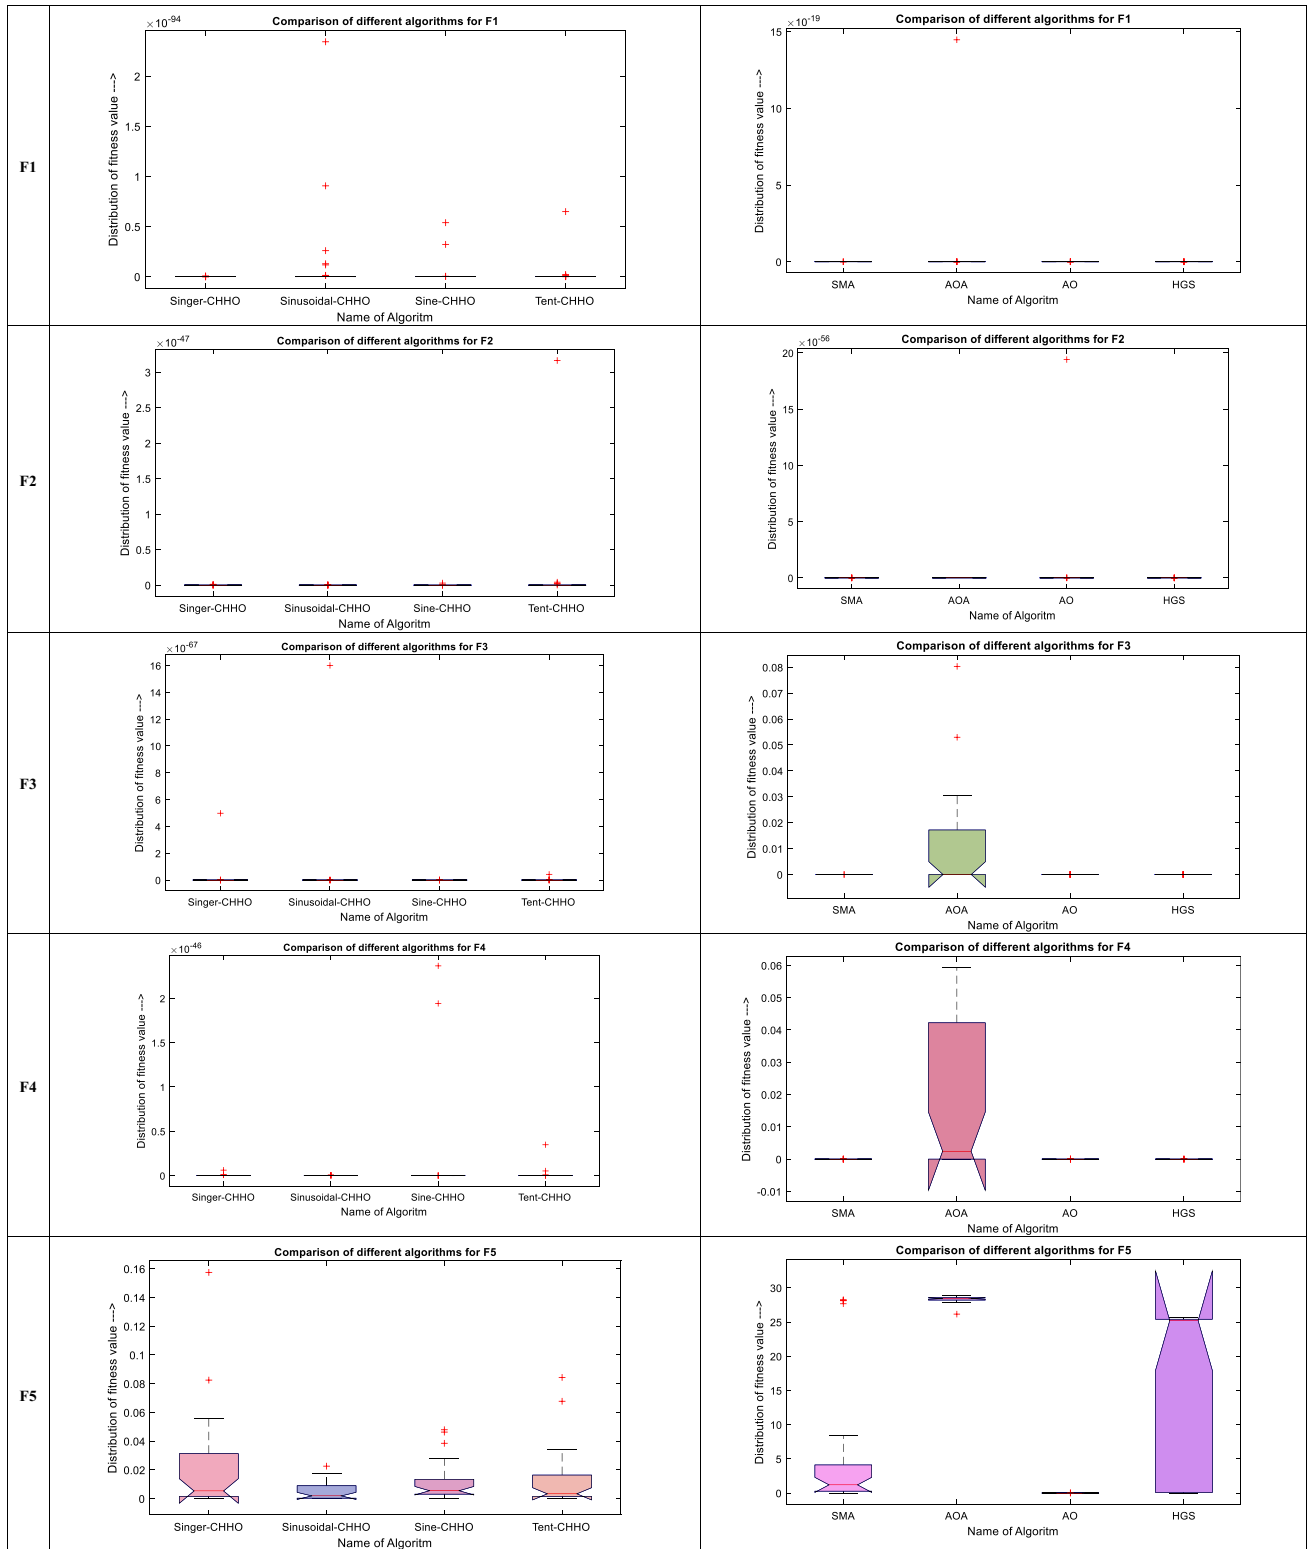 F1
Comparison of different algorithms for F1
×10-94
2
1.5
1
0.5
0
Distribution of fitness value --->
Singer-CHHO Sinusoidal-CHHO Sine-CHHO Tent-CHHO
Name of Algoritm
Comparison of different algorithms for F1
×10-19
15
10
5
0
Distribution of fitness value --->
SMA AOA AO HGS
Name of Algoritm
F2
Comparison of different algorithms for F2
×10-47
3
2.5
2
1.5
1
0.5
0
Distribution of fitness value --->
Singer-CHHO Sinusoidal-CHHO Sine-CHHO Tent-CHHO
Name of Algoritm
Comparison of different algorithms for F2
×10-56
20
15
10
5
0
Distribution of fitness value --->
SMA AOA AO HGS
Name of Algoritm
F3
Comparison of different algorithms for F3
×10-67
16
14
12
10
8
6
4
2
0
Distribution of fitness value --->
Singer-CHHO Sinusoidal-CHHO Sine-CHHO Tent-CHHO
Name of Algoritm
Comparison of different algorithms for F3
0.08
0.07
0.06
0.05
0.04
0.03
0.02
0.01
0
Distribution of fitness value --->
SMA AOA AO HGS
Name of Algoritm
F4
Comparison of different algorithms for F4
×10-46
2
1.5
1
0.5
0
Distribution of fitness value --->
Singer-CHHO Sinusoidal-CHHO Sine-CHHO Tent-CHHO
Name of Algoritm
Comparison of different algorithms for F4
0.06
0.05
0.04
0.03
0.02
0.01
0
-0.01
Distribution of fitness value --->
SMA AOA AO HGS
Name of Algoritm
F5
Comparison of different algorithms for F5
0.16
0.14
0.12
0.1
0.08
0.06
0.04
0.02
0
Distribution of fitness value --->
Singer-CHHO Sinusoidal-CHHO Sine-CHHO Tent-CHHO
Name of Algoritm
Comparison of different algorithms for F5
30
25
20
15
10
5
0
Distribution of fitness value --->
SMA AOA AO HGS
Name of Algoritm